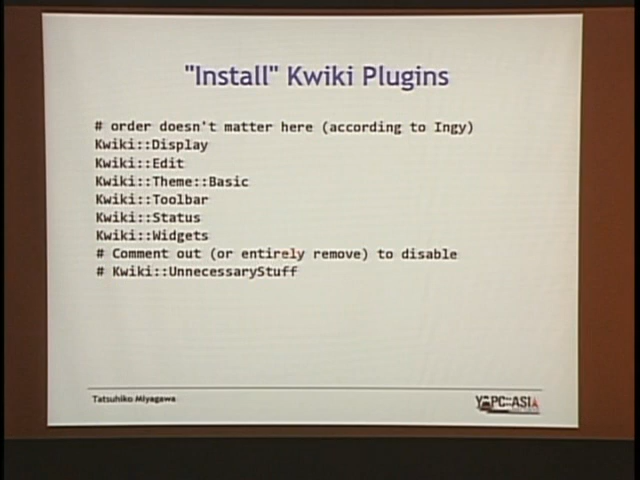 "Install" Kwiki Plugins
# order doesn't matter here (according to Ingy)
Kwiki::Display
Kwiki::Edit
Kwiki::Theme::Basic
Kwiki::Toolbar
Kwiki::Status
Kwiki::Widgets
# Comment out (or entirely remove) to disable
# Kwiki::UnnecessaryStuff
Tatsuhiko Miyagawa
YAPC::ASIA